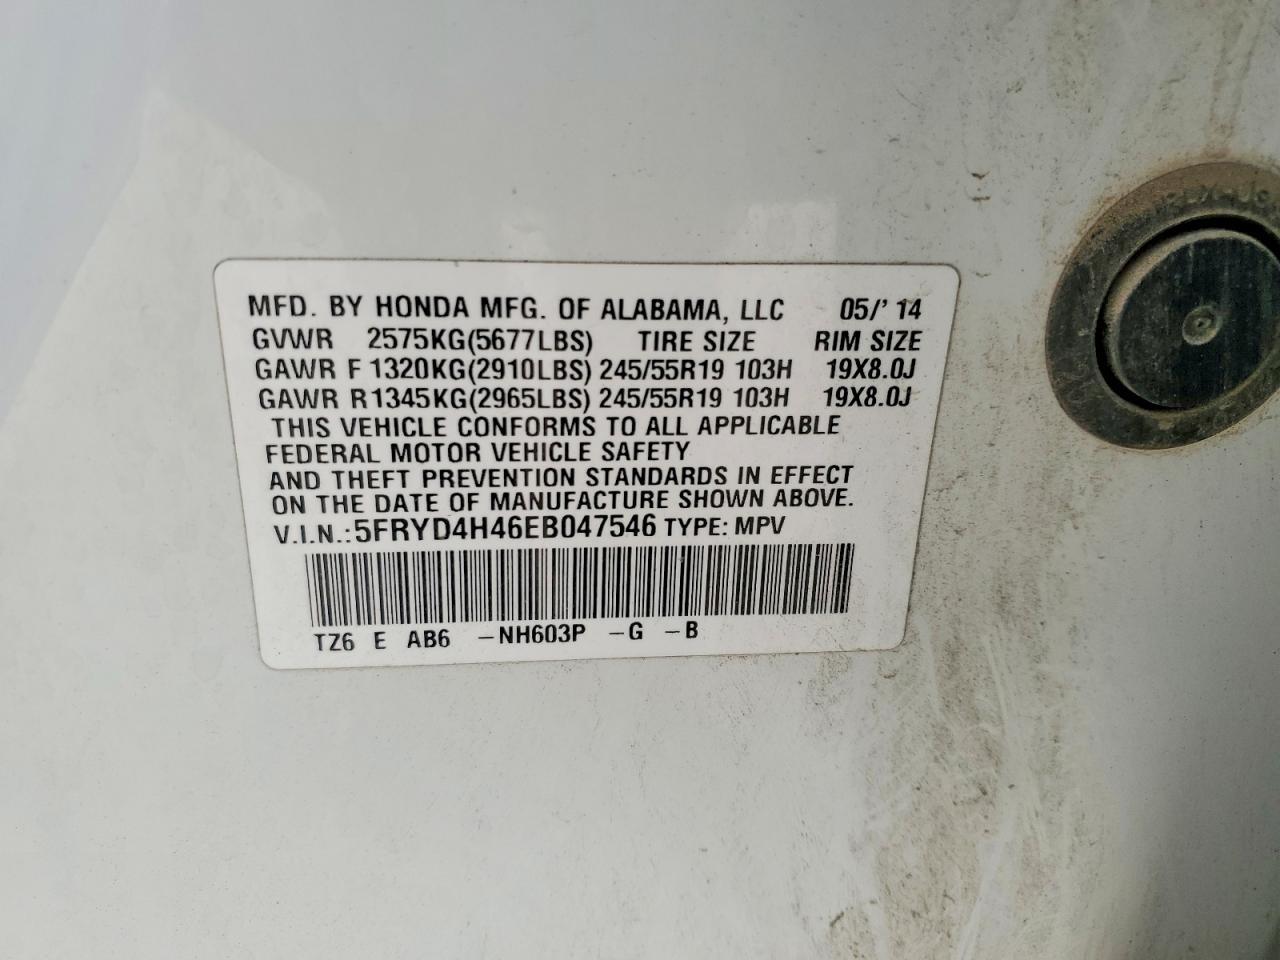 MFD. BY HONDA MFG. OF ALABAMA, LLC 05/'14
GVWR 2575KG(5677LBS) TIRE SIZE RIM SIZE
GAWR F 1320KG(2910LBS) 245/55R19 103H 19X8.0J
GAWR R1345KG(2965LBS) 245/55R19 103H 19X8.0J
THIS VEHICLE CONFORMS TO ALL APPLICABLE
FEDERAL MOTOR VEHICLE SAFETY
AND THEFT PREVENTION STANDARDS IN EFFECT
ON THE DATE OF MANUFACTURE SHOWN ABOVE.
V.I.N.:5FRYD4H46EB047546 TYPE: MPV
TZ6 E AB6 -NH603P -G -B